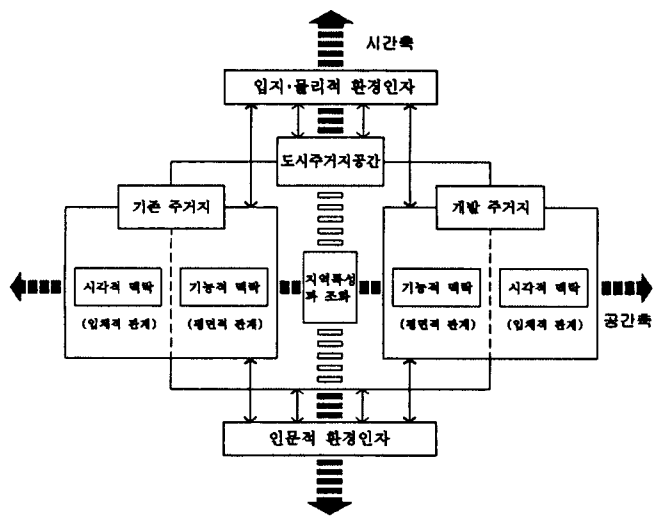 시간축
입지·물리적 환경인자
도시주거지공간
기존 주거지
개발 주거지
시각적 맥락
기능적 맥락
지역특성
과 조화
기능적 맥락
시각적 맥락
(입체적 관계)
(평면적 관계)
(평면적 관계)
(입체적 관계)
공간축
인문적 환경인자